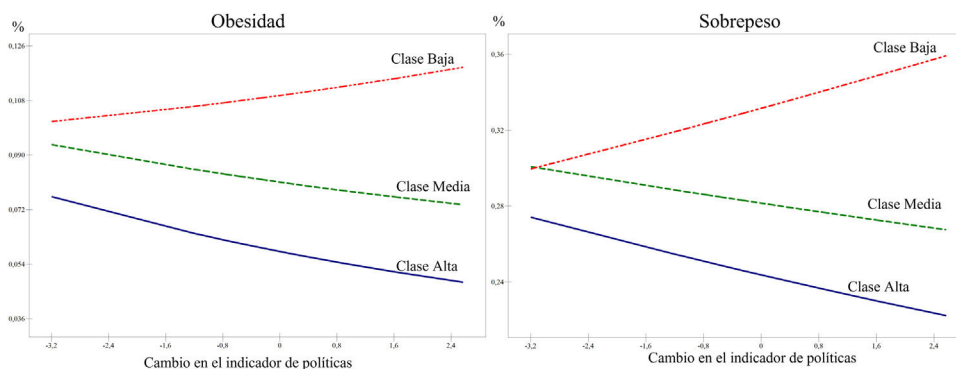 Obesidad
%
0,126
0,108
0,090
0,072
0,054
0,036
Clase Baja
Clase Media
Clase Alta
-3,2 -2,4 -1,6 -0,8 0 0,8 1,6 2,4
Cambio en el indicador de políticas
Sobrepeso
%
0,36
0,32
0,28
0,24
Clase Baja
Clase Media
Clase Alta
-3,2 -2,4 -1,6 -0,8 0 0,8 1,6 2,4
Cambio en el indicador de políticas